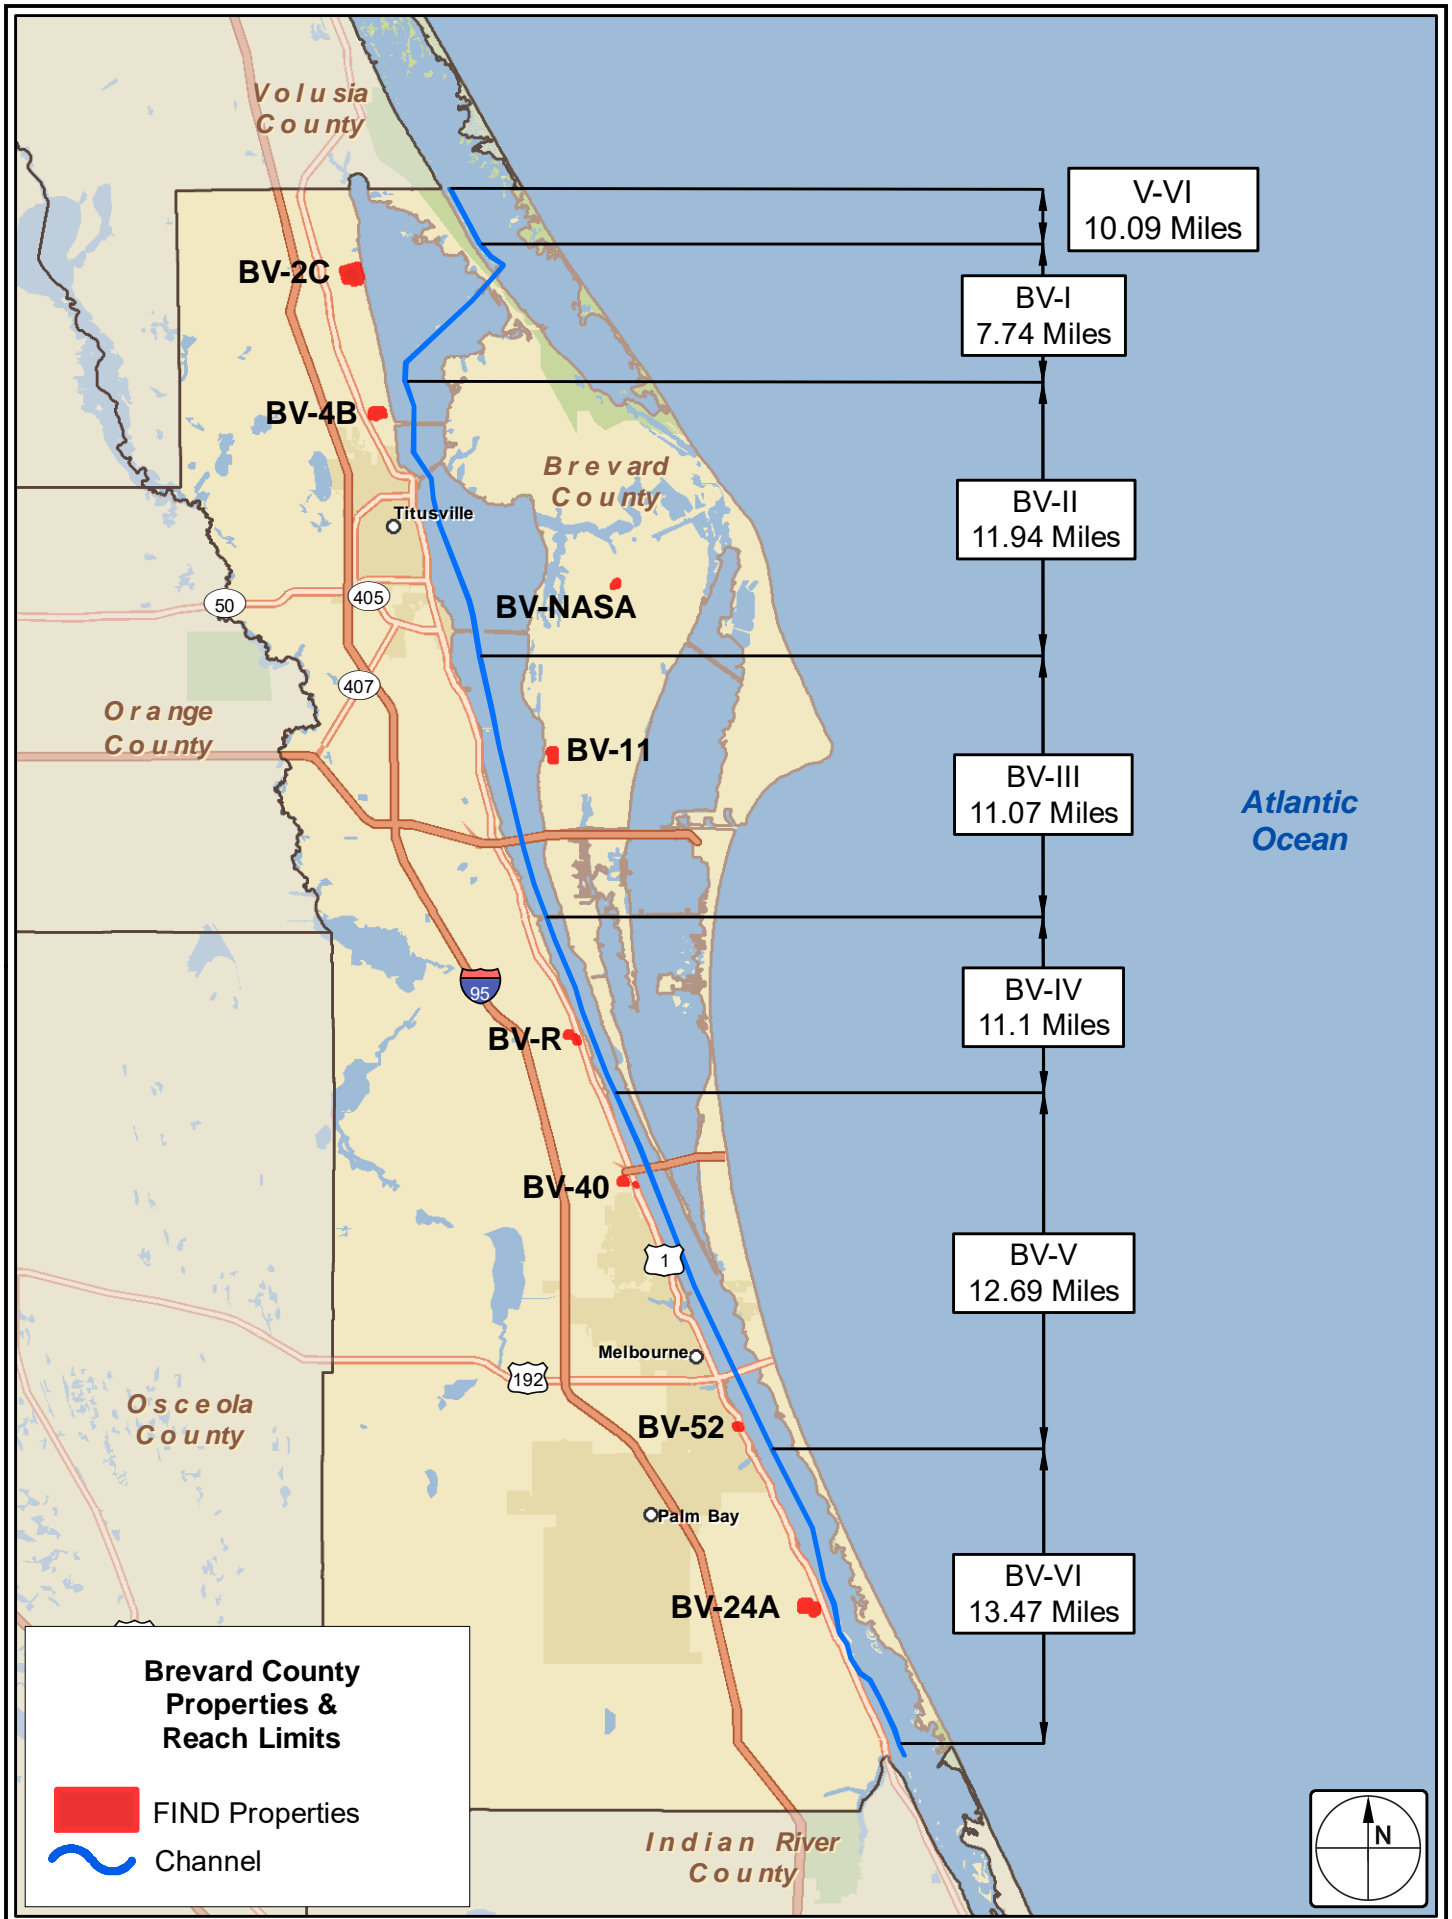 Volusia
County
V-VI
10.09 Miles
BV-2C
BV-I
7.74 Miles
BV-4B
Brevard
County
BV-II
11.94 Miles
Titusville
50
405
BV-NASA
407
Orange
County
BV-11
BV-III
11.07 Miles
Atlantic
Ocean
95
BV-IV
11.1 Miles
BV-R
BV-40
1
BV-V
12.69 Miles
Melbourne
192
Osceola
County
BV-52
Palm Bay
BV-24A
BV-VI
13.47 Miles
Brevard County
Properties &
Reach Limits
FIND Properties
Channel
Indian River
County
N